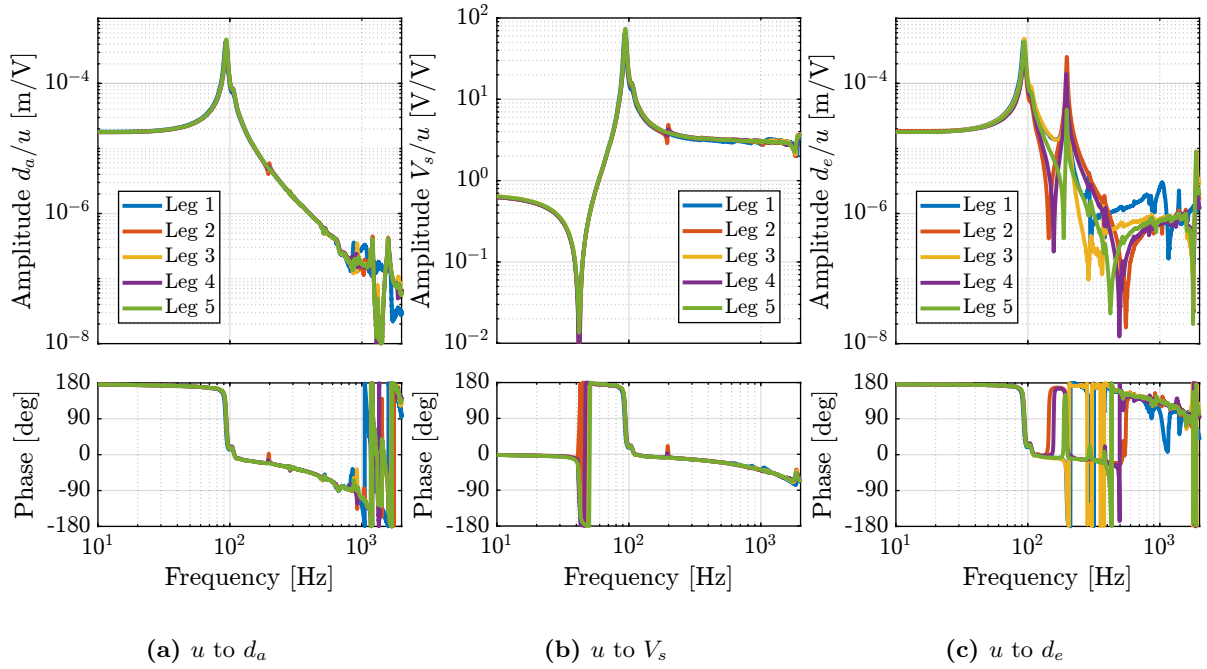 Amplitude d_a/u [m/V]
10^{-4}
10^{-6}
10^{-8}
Leg 1
Leg 2
Leg 3
Leg 4
Leg 5
Phase [deg]
180
90
0
-90
-180
10^1
10^2
10^3
Frequency [Hz]
(a) u to d_a
Amplitude V_s/u [V/V]
10^2
10^1
10^0
10^{-1}
10^{-2}
Leg 1
Leg 2
Leg 3
Leg 4
Leg 5
Phase [deg]
180
90
0
-90
-180
10^1
10^2
10^3
Frequency [Hz]
(b) u to V_s
Amplitude d_e/u [m/V]
10^{-4}
10^{-6}
10^{-8}
Leg 1
Leg 2
Leg 3
Leg 4
Leg 5
Phase [deg]
180
90
0
-90
-180
10^1
10^2
10^3
Frequency [Hz]
(c) u to d_e